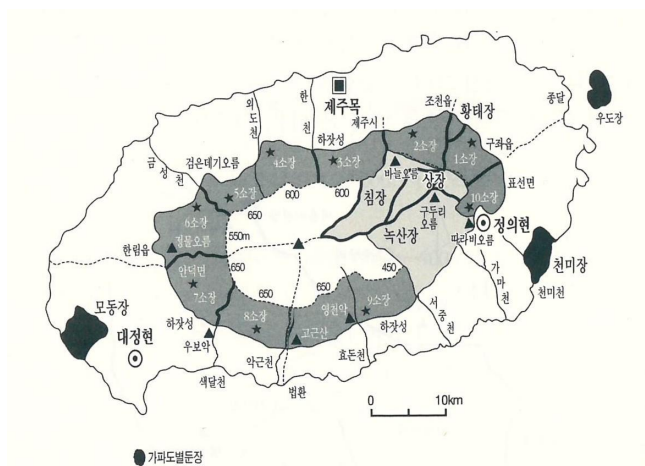 제주목
외도천
한천
하잣성
제주시
조천읍
황태장
구좌읍
종달
우도장
금성천
검은데기오름
4소장
3소장
2소장
1소장
바늘오름
상장
5소장
600
600
침장
10소장
표선면
6소장
650
구두리
오름
정의현
정물오름
550m
녹산장
따라비오름
한림읍
안덕면
650
450
가마천
천미장
모동장
7소장
650
650
영천악
9소장
서중천
천미천
대정현
하잣성
8소장
고근산
하잣성
우보악
색달천
악근천
법환
효돈천
0
10km
가파도별둔장